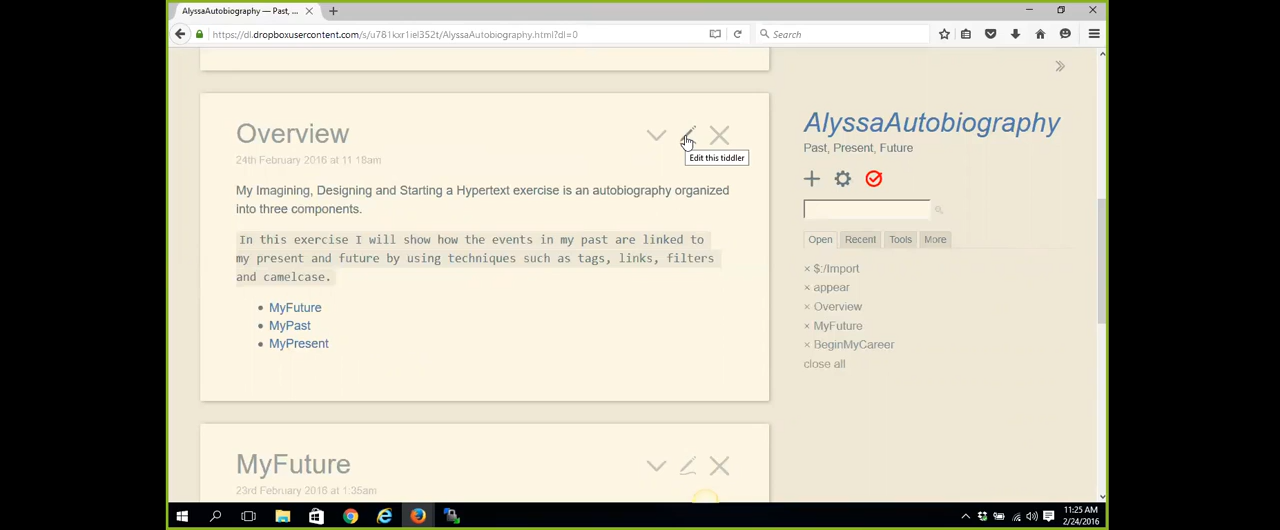 AlyssaAutobiography — Past, ...
https://dl.dropboxusercontent.com/s/u781kxr1iel352t/AlyssaAutobiography.html?dl=0
Search
Overview
24th February 2016 at 11:18am
Edit this tiddler
My Imagining, Designing and Starting a Hypertext exercise is an autobiography organized
into three components.
In this exercise I will show how the events in my past are linked to
my present and future by using techniques such as tags, links, filters
and camelcase.
MyFuture
MyPast
MyPresent
MyFuture
23rd February 2016 at 1:35am
AlyssaAutobiography
Past, Present, Future
Open Recent Tools More
× $:/Import
× appear
× Overview
× MyFuture
× BeginMyCareer
close all
11:25 AM
2/24/2016